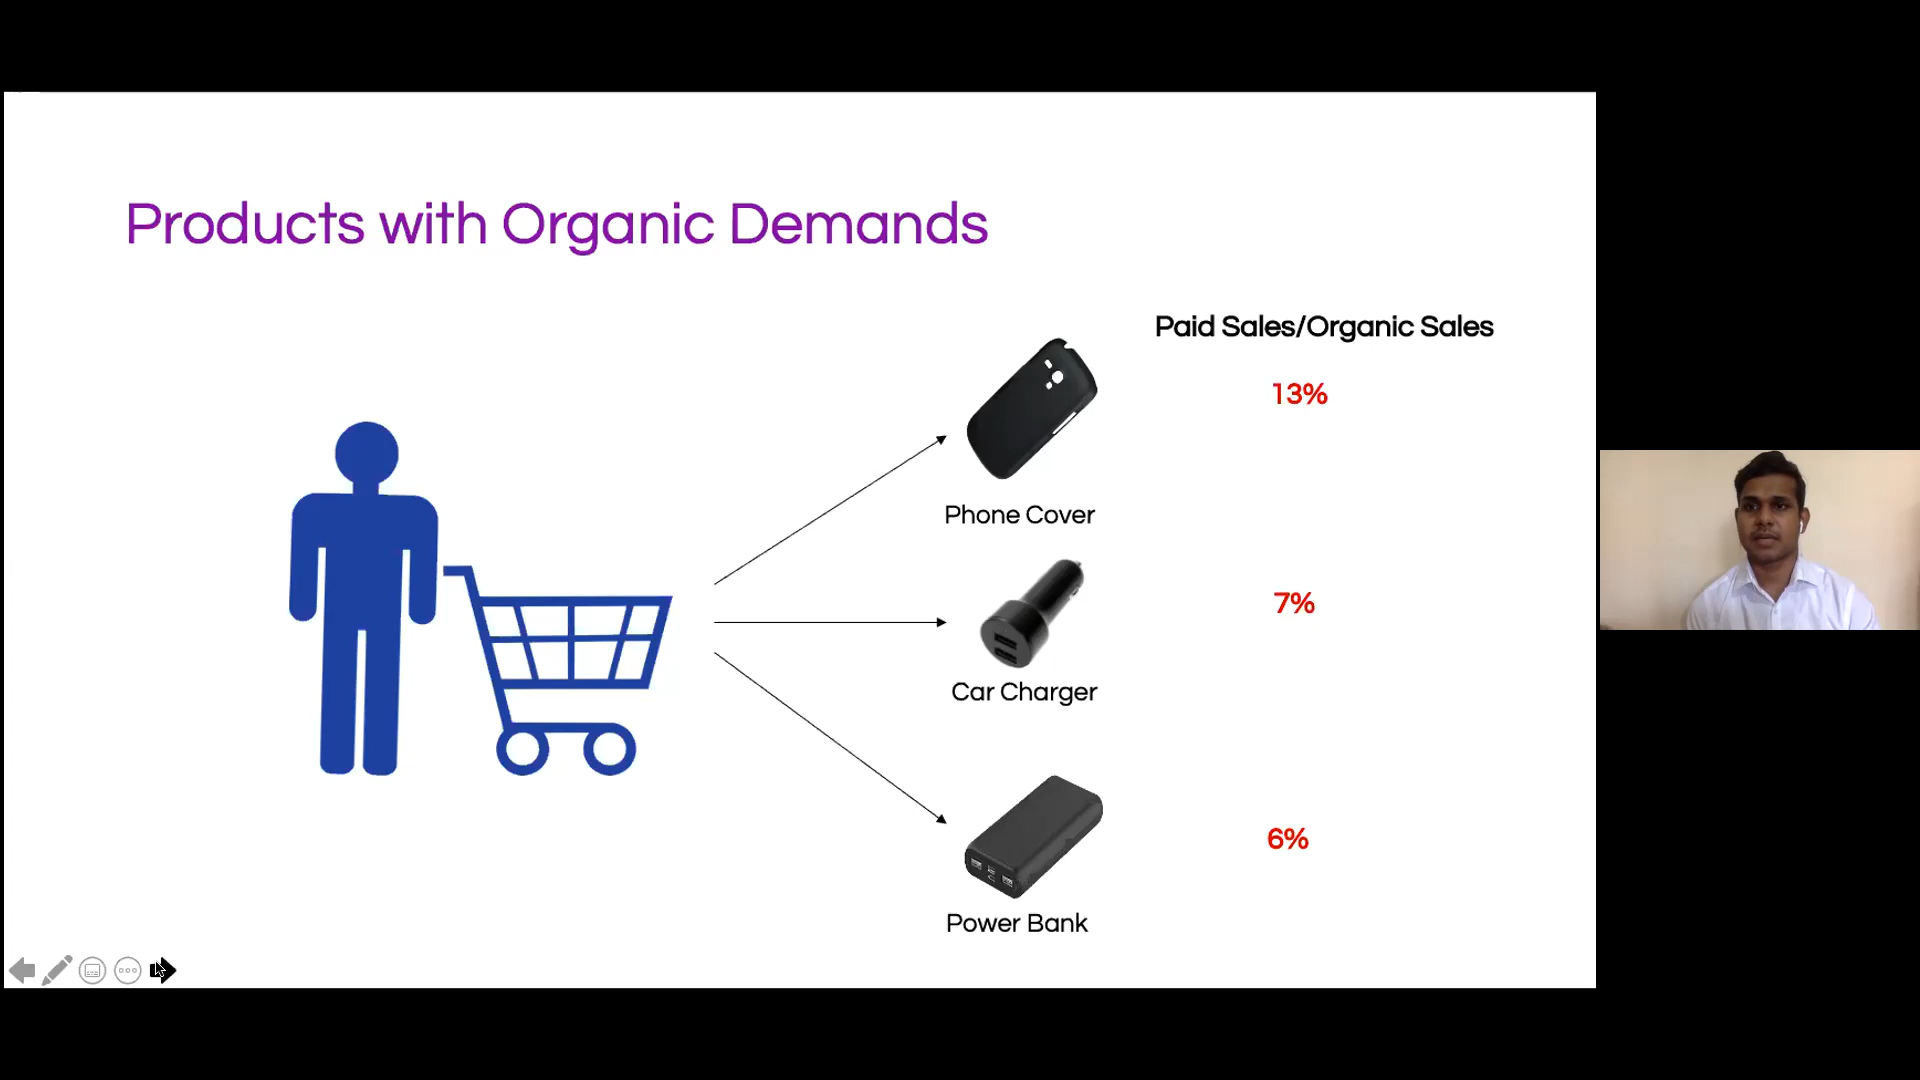 Products with Organic Demands
Paid Sales/Organic Sales
13%
Phone Cover
7%
Car Charger
6%
Power Bank